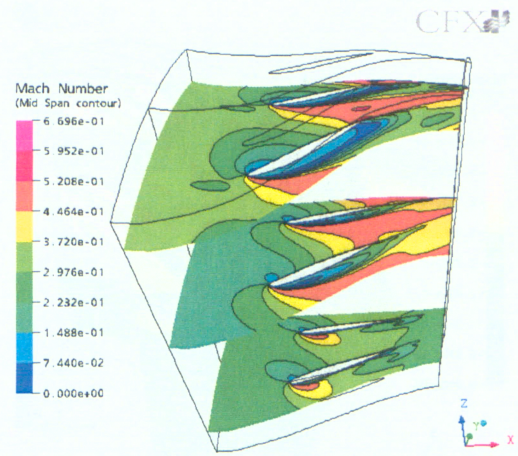 CFX
Mach Number
(Mid Span contour)
6.696e-01
5.952e-01
5.208e-01
4.464e-01
3.720e-01
2.976e-01
2.232e-01
1.488e-01
7.440e-02
0.000e+00
Z
Y
X